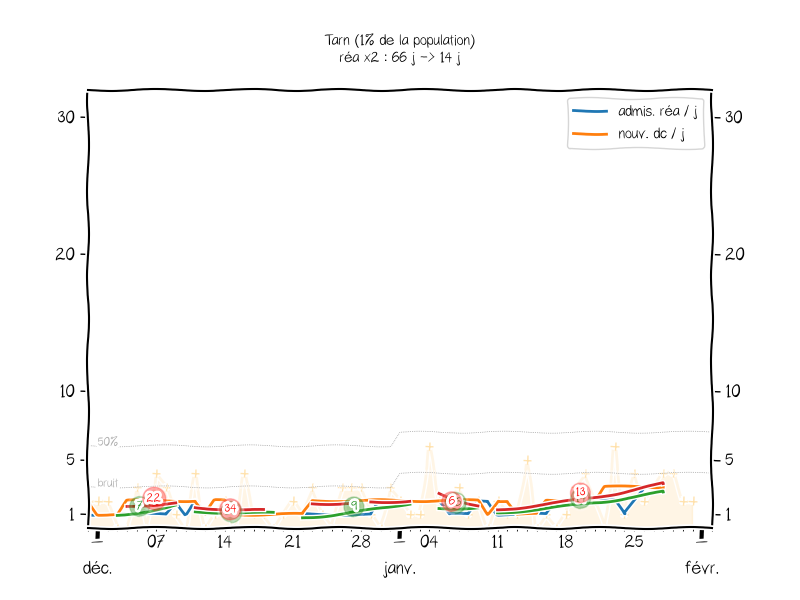 Tarn (1% de la population)
réa x2 : 66 j -> 14 j
admis. réa / j
nouv. dc / j
30
30
20
20
10
10
50%
5
5
bruit
22
34
9
13
1
1
07
14
21
28
04
11
18
25
déc.
janv.
févr.